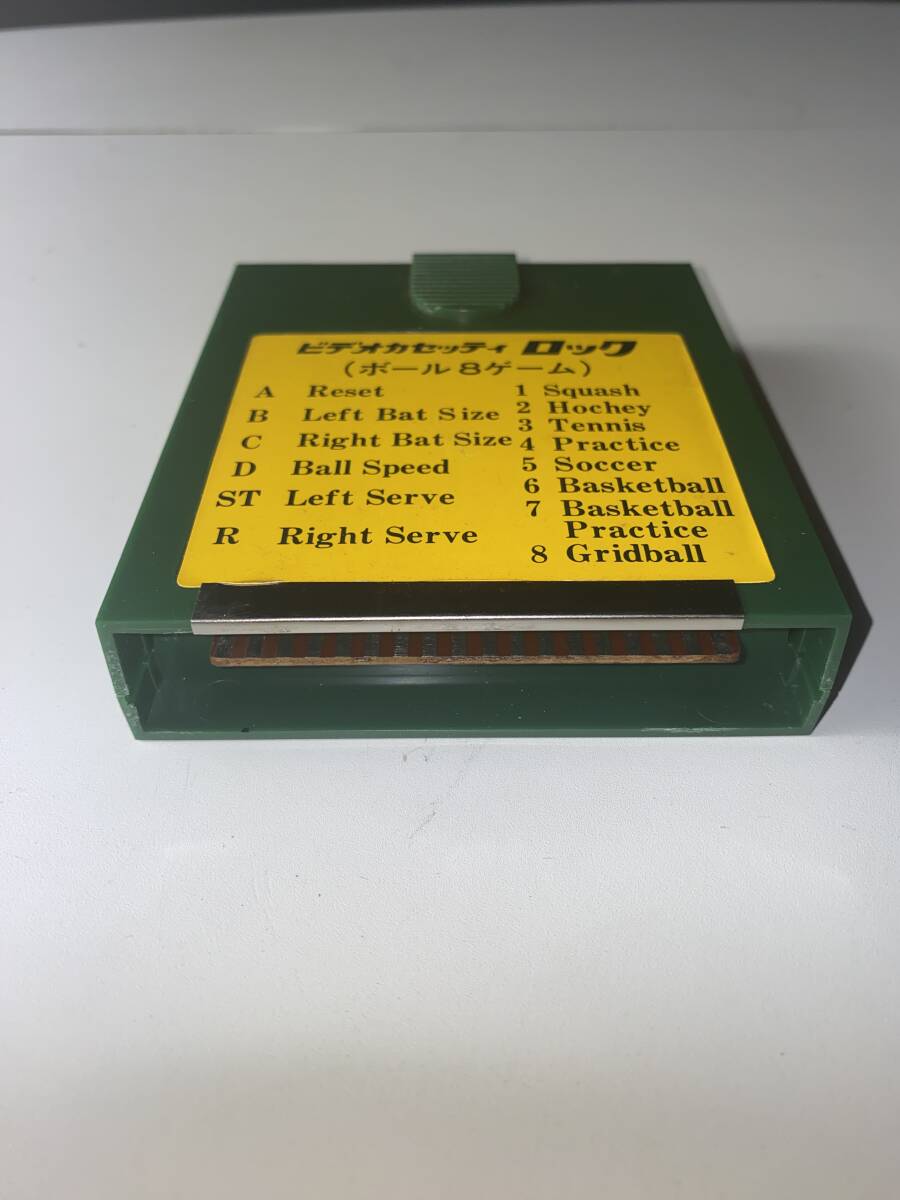 ビデオカセッティ ロック
(ボール8ゲーム)
A Reset
B Left Bat Size
C Right Bat Size
D Ball Speed
ST Left Serve
R Right Serve
1 Squash
2 Hochey
3 Tennis
4 Practice
5 Soccer
6 Basketball
7 Basketball
Practice
8 Gridball